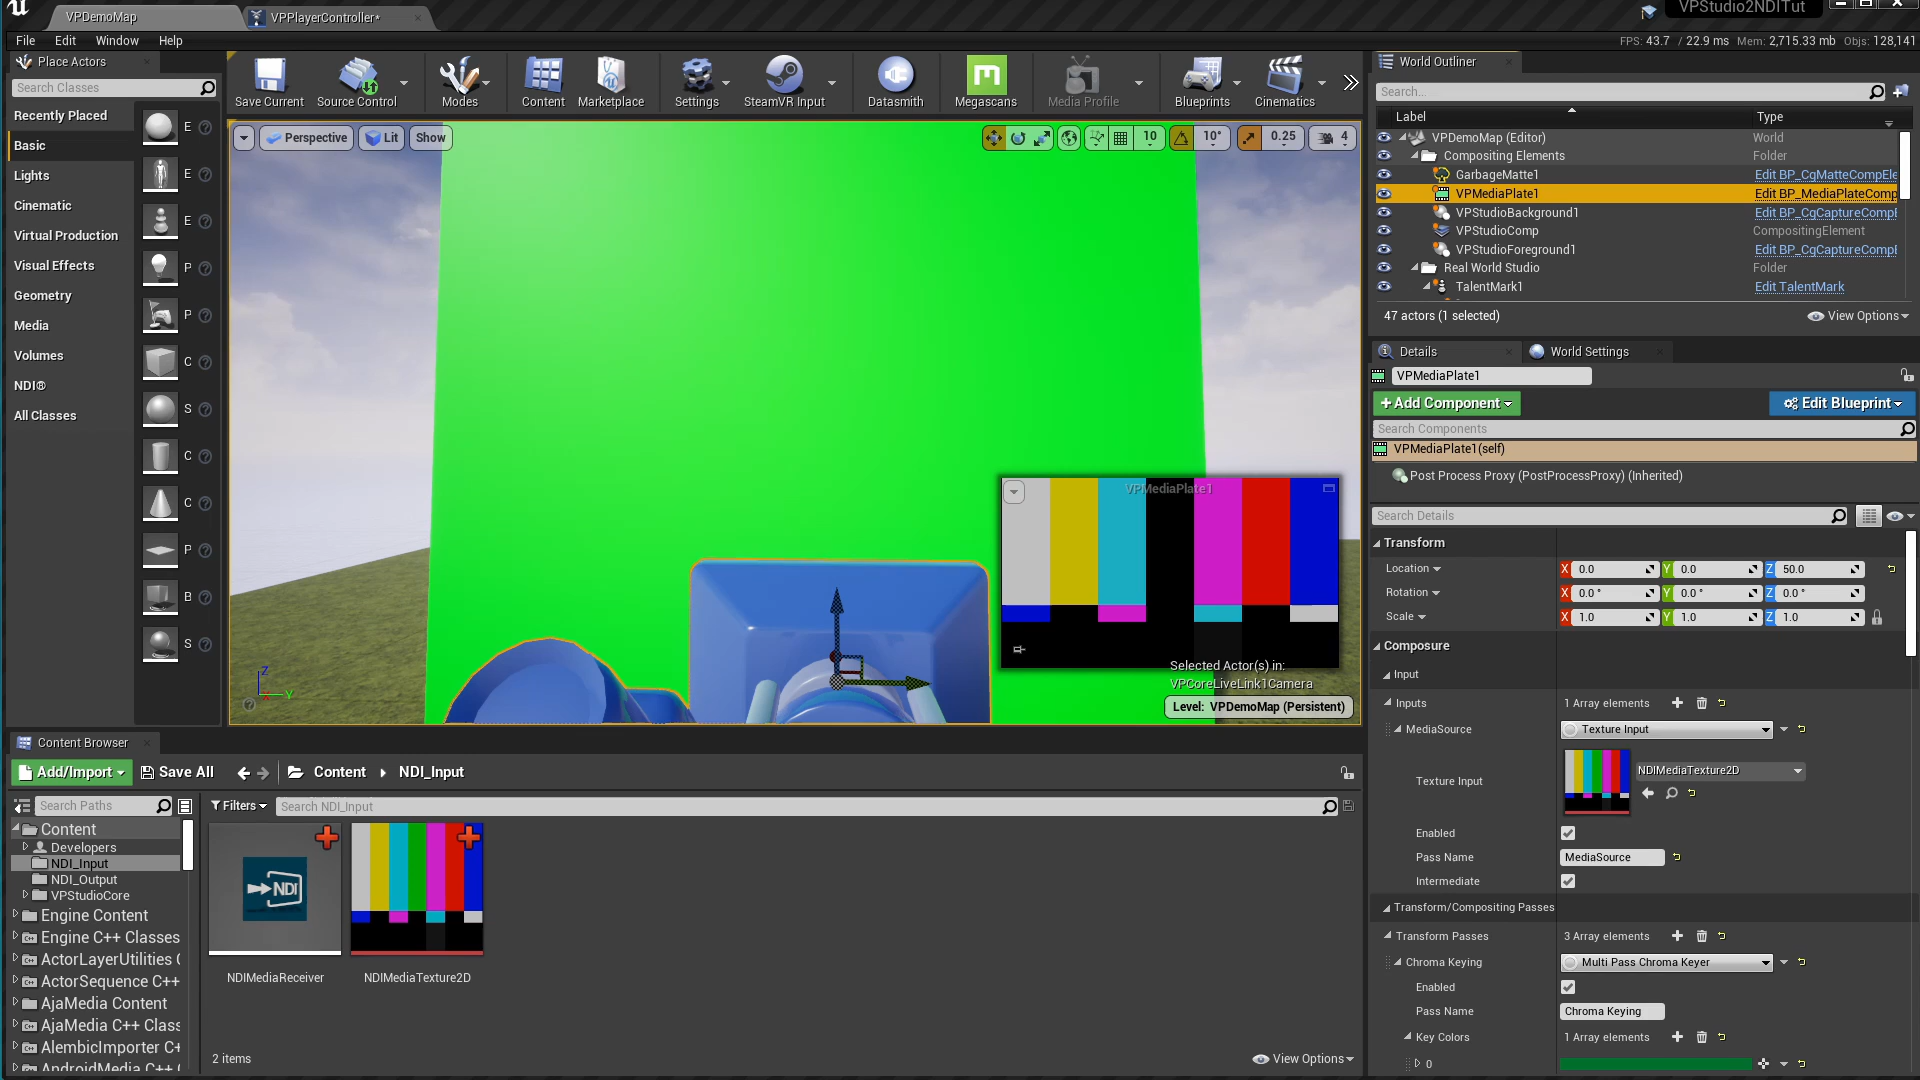 VPDemoMap
VPPlayerController*
VPStudio2NDITut
File Edit Window Help
FPS: 43.7 / 22.9 ms Mem: 2,715.33 mb Objs: 128,141
Place Actors
Search Classes
Recently Placed
Basic
Lights
Cinematic
Virtual Production
Visual Effects
Geometry
Media
Volumes
NDI®
All Classes
E
E
E
P
P
C
S
C
C
P
B
S
Save Current
Source Control
Modes
Content
Marketplace
Settings
SteamVR Input
Datasmith
Megascans
Media Profile
Blueprints
Cinematics
Perspective
Lit
Show
10
10°
0.25
4
VPMediaPlate1
Selected Actor(s) in:
VPCoreLiveLink1Camera
Level: VPDemoMap (Persistent)
Z
Y
World Outliner
Search...
Label Type
VPDemoMap (Editor) World
Compositing Elements Folder
GarbageMatte1 Edit BP_CgMatteCompEle
VPMediaPlate1 Edit BP_MediaPlateComp
VPStudioBackground1 Edit BP_CgCaptureCompE
VPStudioComp CompositingElement
VPStudioForeground1 Edit BP_CgCaptureCompE
Real World Studio Folder
TalentMark1 Edit TalentMark
47 actors (1 selected)
View Options
Details
World Settings
VPMediaPlate1
+Add Component
Edit Blueprint
Search Components
VPMediaPlate1(self)
Post Process Proxy (PostProcessProxy) (Inherited)
Search Details
Transform
Location X 0.0 Y 0.0 Z 50.0
Rotation X 0.0 ° Y 0.0 ° Z 0.0 °
Scale X 1.0 Y 1.0 Z 1.0
Composure
Input
Inputs 1 Array elements
MediaSource Texture Input
Texture Input NDIMediaTexture2D
Enabled
Pass Name MediaSource
Intermediate
Transform/Compositing Passes
Transform Passes 3 Array elements
Chroma Keying Multi Pass Chroma Keyer
Enabled
Pass Name Chroma Keying
Key Colors 1 Array elements
0
Content Browser
Add/Import
Save All
Content NDI_Input
Search Paths
Filters
Search NDI_Input
Content
Developers
NDI_Input
NDI_Output
VPStudioCore
Engine Content
Engine C++ Classes
ActorLayerUtilities C
ActorSequence C++
AjaMedia Content
AjaMedia C++ Class
AlembicImporter C+
AndroidMedia C++ C
NDI
NDIMediaReceiver
NDIMediaTexture2D
2 items
View Options